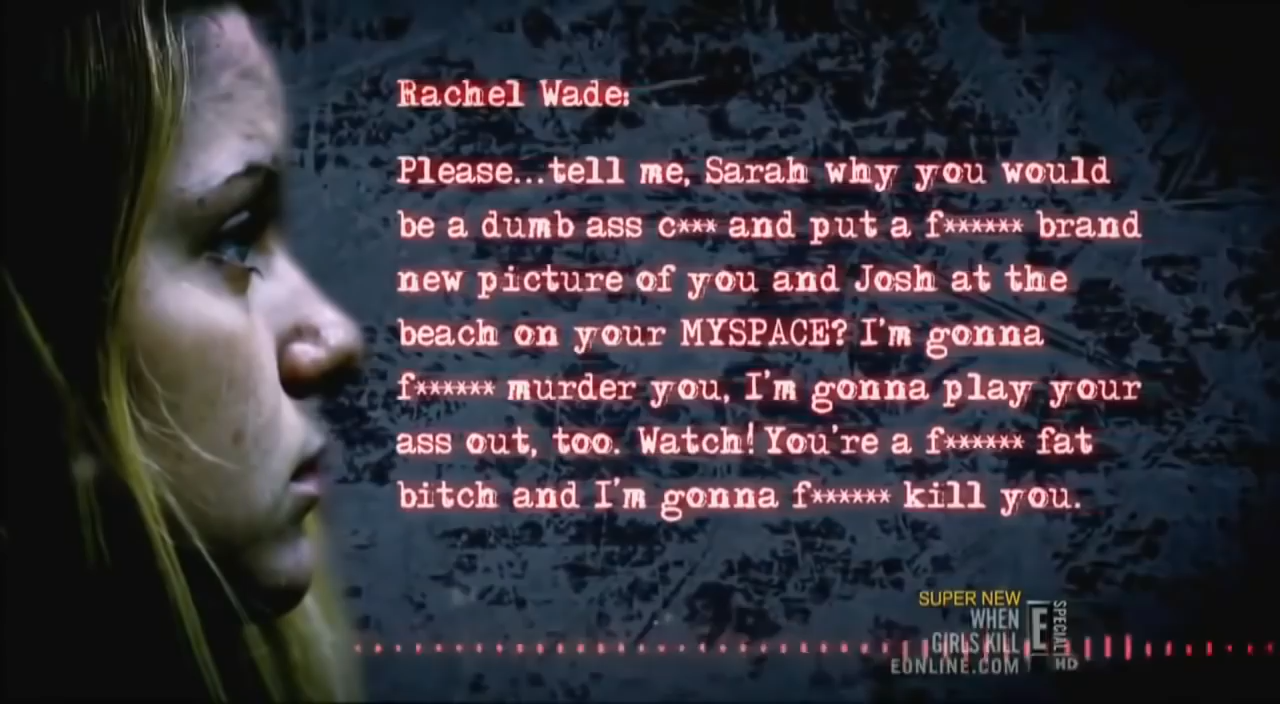 Rachel Wade:
Please...tell me, Sarah why you would
be a dumb ass c*** and put a f****** brand
new picture of you and Josh at the
beach on your MYSPACE? I'm gonna
f****** murder you, I'm gonna play your
ass out, too. Watch! You're a f****** fat
bitch and I'm gonna f****** kill you.
SUPER NEW
WHEN
GIRLS KILL
EONLINE.COM
E
SPECIAL
HD